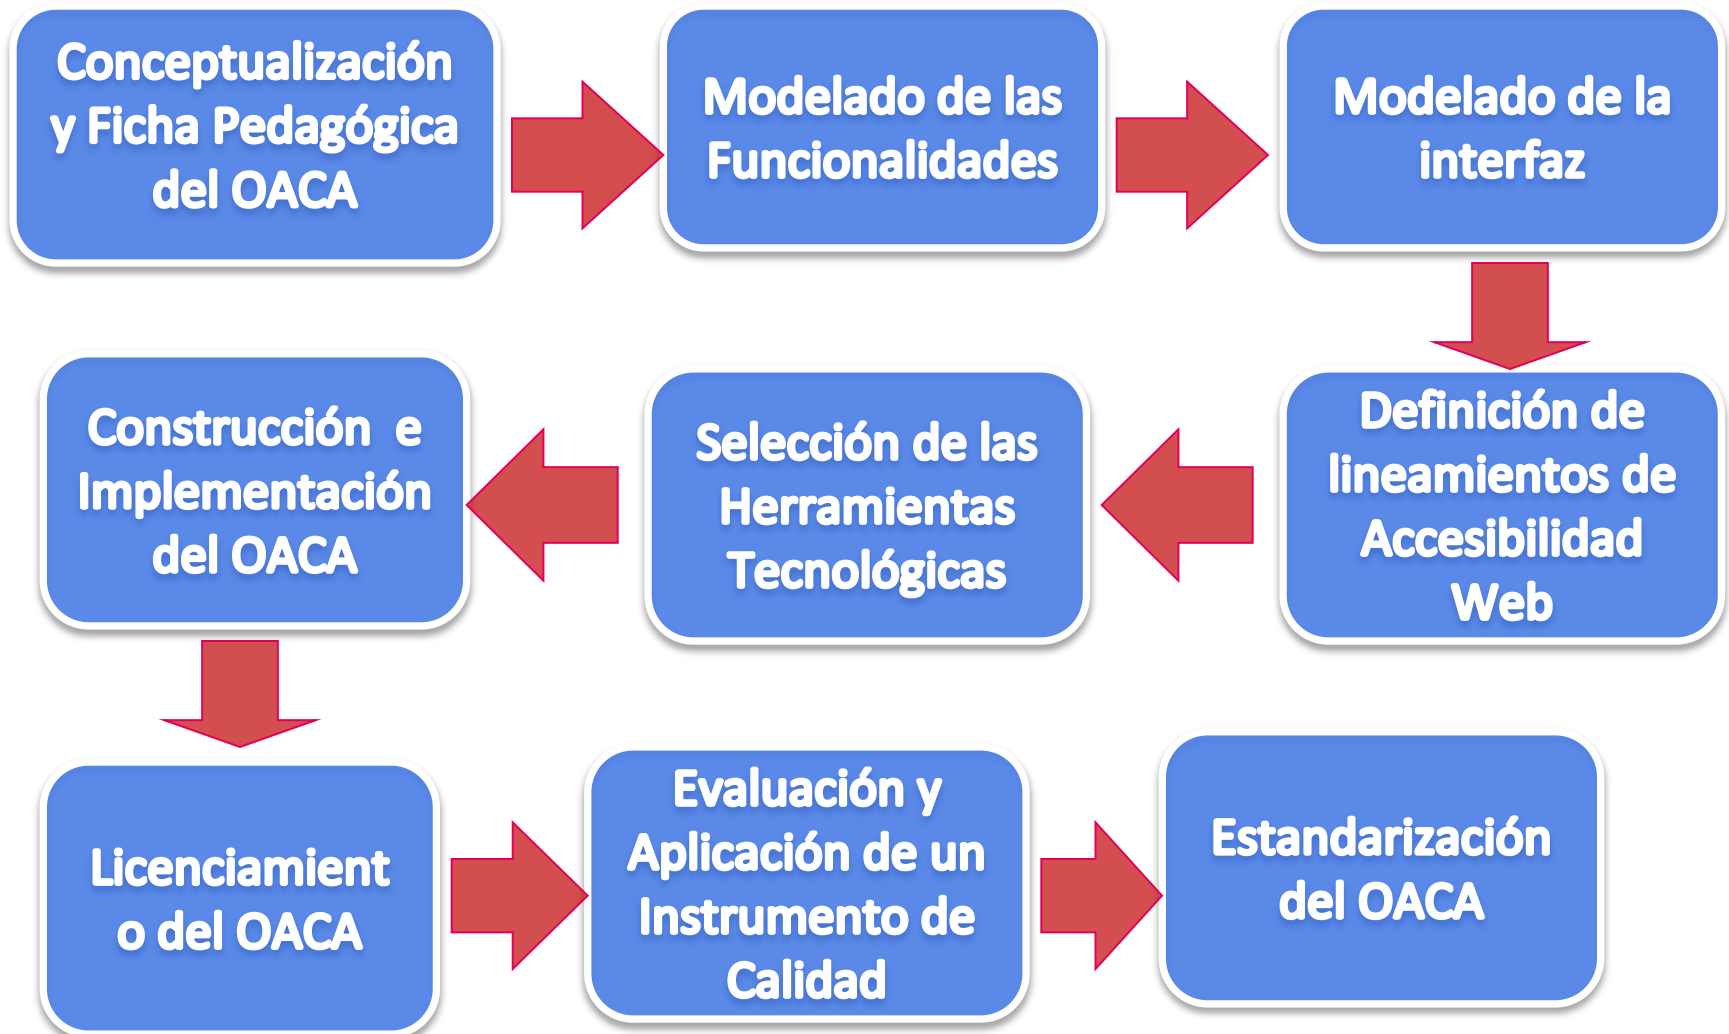 Conceptualización
y Ficha Pedagógica
del OACA
Modelado de las
Funcionalidades
Modelado de la
interfaz
Definición de
lineamientos de
Accesibilidad
Web
Selección de las
Herramientas
Tecnológicas
Construcción e
Implementación
del OACA
Licenciamient
o del OACA
Evaluación y
Aplicación de un
Instrumento de
Calidad
Estandarización
del OACA